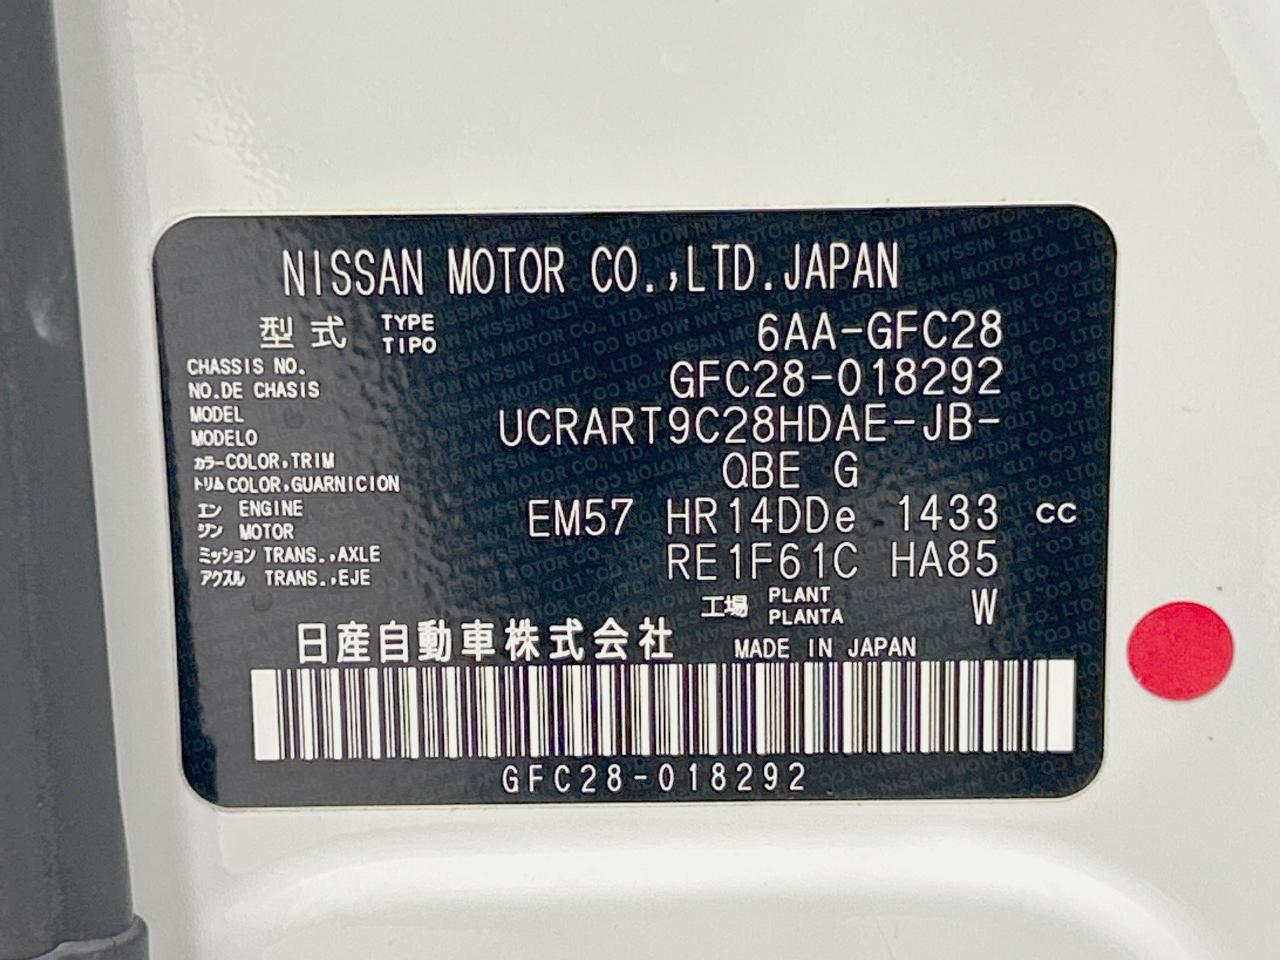 NISSAN MOTOR CO.,LTD.JAPAN
型式 TYPE TIPO 6AA-GFC28
CHASSIS NO. NO.DE CHASIS GFC28-018292
MODEL MODELO UCRART9C28HDAE-JB-
カラー COLOR,TRIM トリム COLOR,GUARNICION QBE G
エンジン ENGINE MOTOR EM57 HR14DDe 1433 CC
ミッション TRANS.,AXLE アクスル TRANS.,EJE RE1F61C HA85
工場 PLANT PLANTA W
日産自動車株式会社 MADE IN JAPAN
GFC28-018292